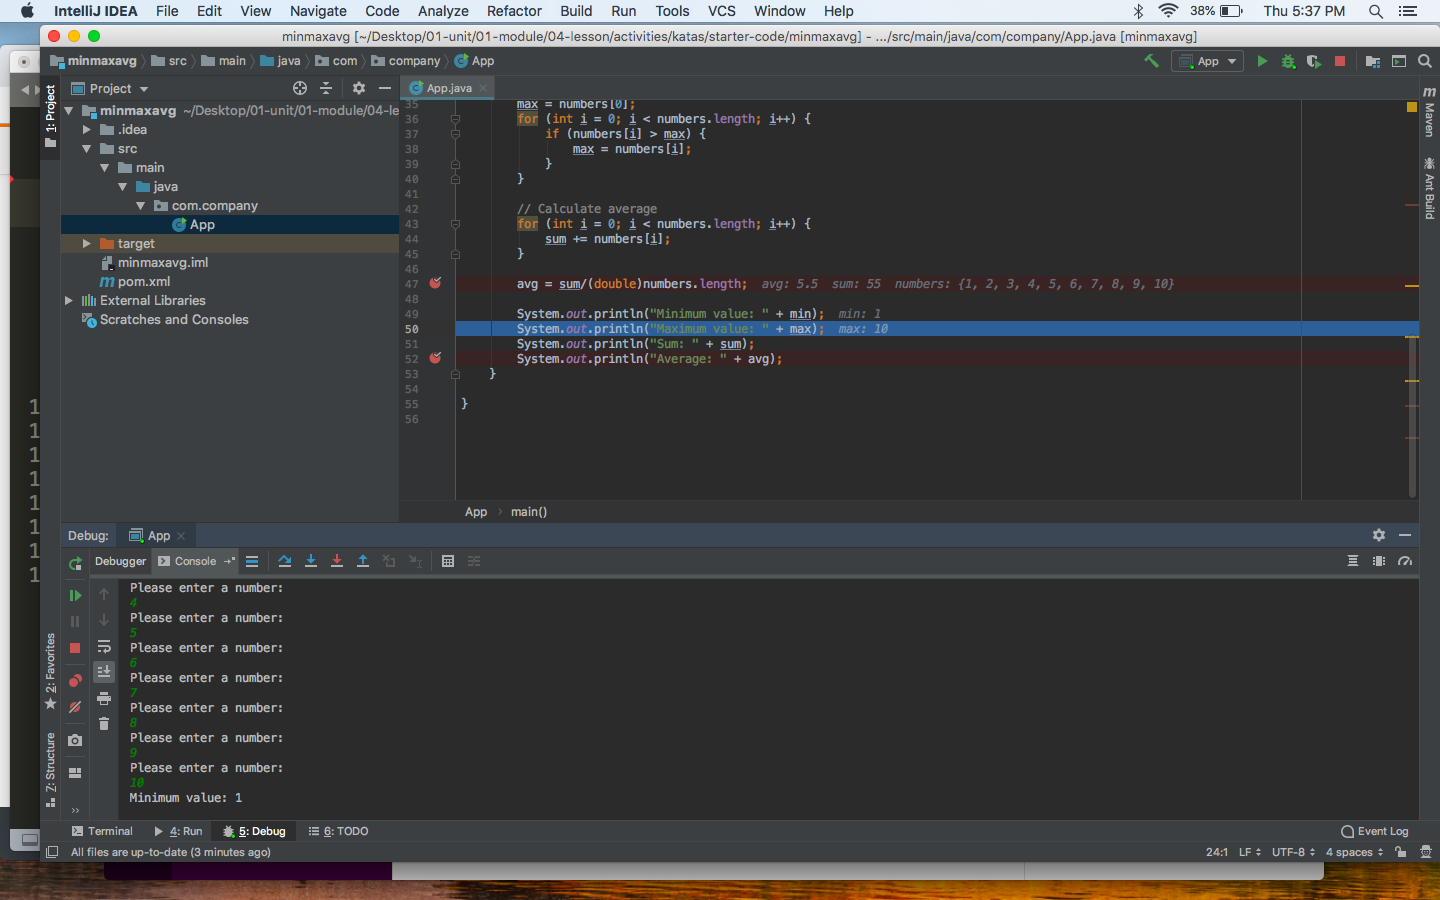 IntelliJ IDEA File Edit View Navigate Code Analyze Refactor Build Run Tools VCS Window Help 38% Thu 5:37 PM
minmaxavg [~/Desktop/01-unit/01-module/04-lesson/activities/katas/starter-code/minmaxavg] - .../src/main/java/com/company/App.java [minmaxavg]
minmaxavg src main java com company App App
Project App.java
1: Project
minmaxavg ~/Desktop/01-unit/01-module/04-le
.idea
src
main
java
com.company
App
target
minmaxavg.iml
pom.xml
External Libraries
Scratches and Consoles
35 max = numbers[0];
36 for (int i = 0; i < numbers.length; i++) {
37 if (numbers[i] > max) {
38 max = numbers[i];
39 }
40 }
41
42 // Calculate average
43 for (int i = 0; i < numbers.length; i++) {
44 sum += numbers[i];
45 }
46
47 avg = sum/(double)numbers.length; avg: 5.5 sum: 55 numbers: {1, 2, 3, 4, 5, 6, 7, 8, 9, 10}
48
49 System.out.println("Minimum value: " + min); min: 1
50 System.out.println("Maximum value: " + max); max: 10
51 System.out.println("Sum: " + sum);
52 System.out.println("Average: " + avg);
53 }
54
55 }
56
m Maven
Ant Build
App main()
Debug: App
Debugger Console
Please enter a number:
4
Please enter a number:
5
Please enter a number:
6
Please enter a number:
7
Please enter a number:
8
Please enter a number:
9
Please enter a number:
10
Minimum value: 1
2: Favorites
7: Structure
Terminal 4: Run 5: Debug 6: TODO Event Log
All files are up-to-date (3 minutes ago) 24:1 LF UTF-8 4 spaces
1
1
1
1
1
1
1
1